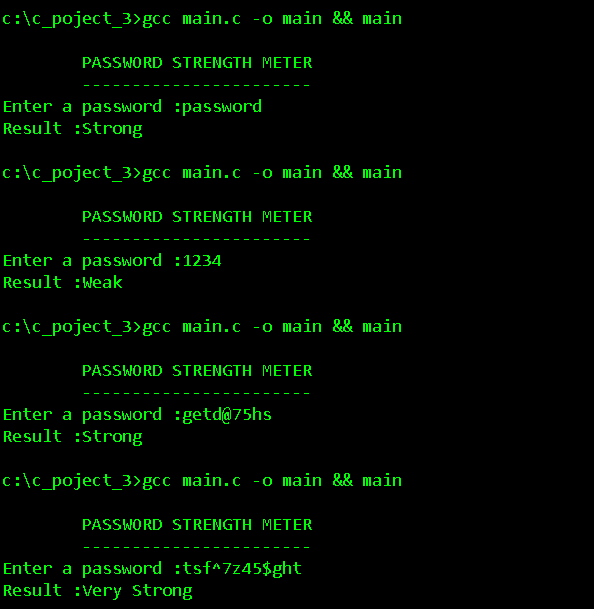 c:\c_poject_3>gcc main.c -o main && main
PASSWORD STRENGTH METER
-----------------------
Enter a password :password
Result :Strong
c:\c_poject_3>gcc main.c -o main && main
PASSWORD STRENGTH METER
-----------------------
Enter a password :1234
Result :Weak
c:\c_poject_3>gcc main.c -o main && main
PASSWORD STRENGTH METER
-----------------------
Enter a password :getd@75hs
Result :Strong
c:\c_poject_3>gcc main.c -o main && main
PASSWORD STRENGTH METER
-----------------------
Enter a password :tsf^7z45$ght
Result :Very Strong